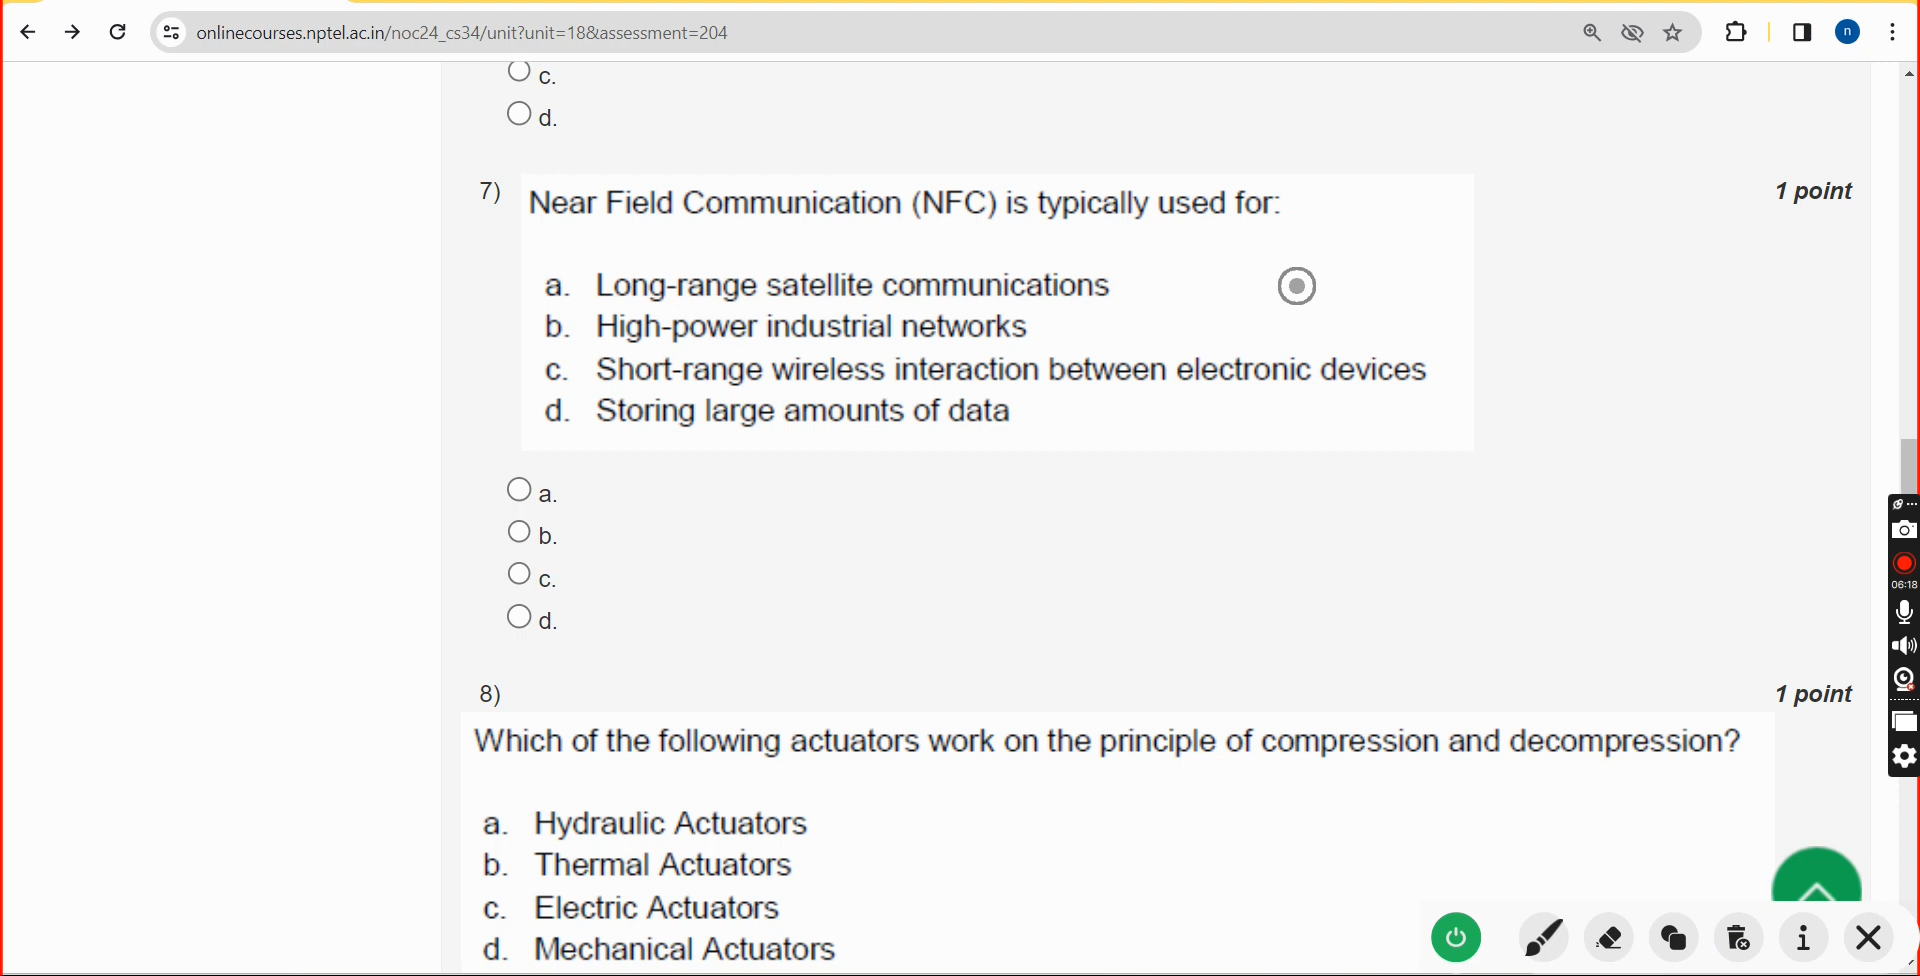 onlinecourses.nptel.ac.in/noc24_cs34/unit?unit=18&assessment=204
n
c.
d.
7)
1 point
Near Field Communication (NFC) is typically used for:
a. Long-range satellite communications
b. High-power industrial networks
c. Short-range wireless interaction between electronic devices
d. Storing large amounts of data
a.
b.
c.
d.
06:18
8)
1 point
Which of the following actuators work on the principle of compression and decompression?
a. Hydraulic Actuators
b. Thermal Actuators
c. Electric Actuators
d. Mechanical Actuators